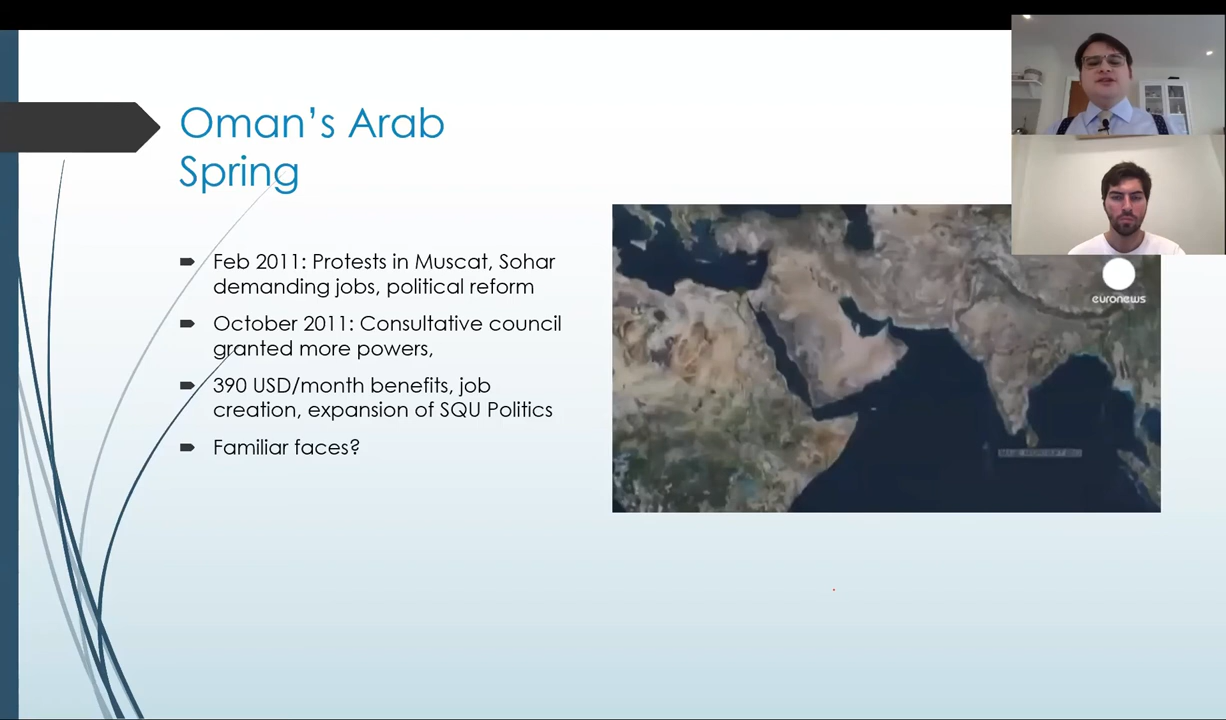 Oman’s Arab
Spring
Feb 2011: Protests in Muscat, Sohar
demanding jobs, political reform
October 2011: Consultative council
granted more powers,
390 USD/month benefits, job
creation, expansion of SQU Politics
Familiar faces?
euronews